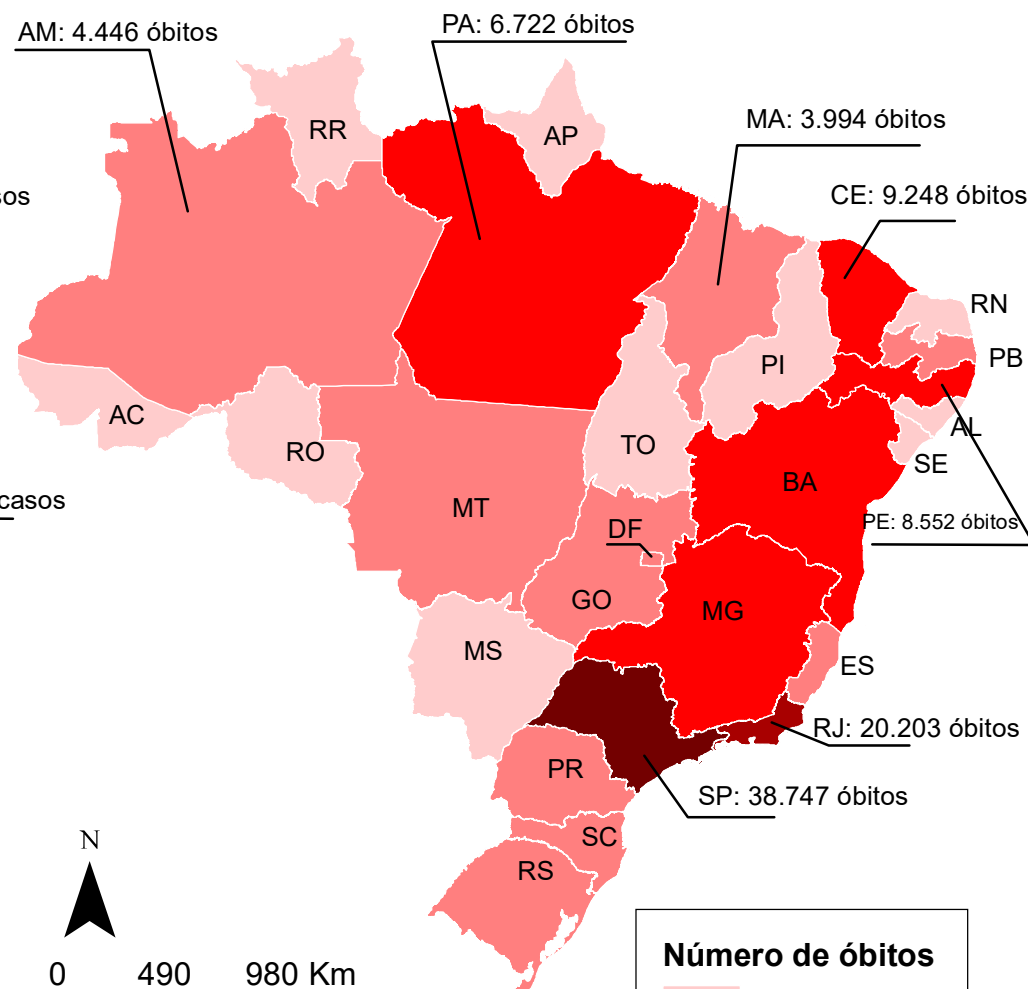 AM: 4.446 óbitos
PA: 6.722 óbitos
RR
AP
MA: 3.994 óbitos
CE: 9.248 óbitos
RN
PB
PI
AC
RO
TO
AL
SE
BA
casos
MT
DF
PE: 8.552 óbitos
GO
MG
MS
ES
RJ: 20.203 óbitos
PR
SP: 38.747 óbitos
SC
RS
N
0 490 980 Km
Número de óbitos